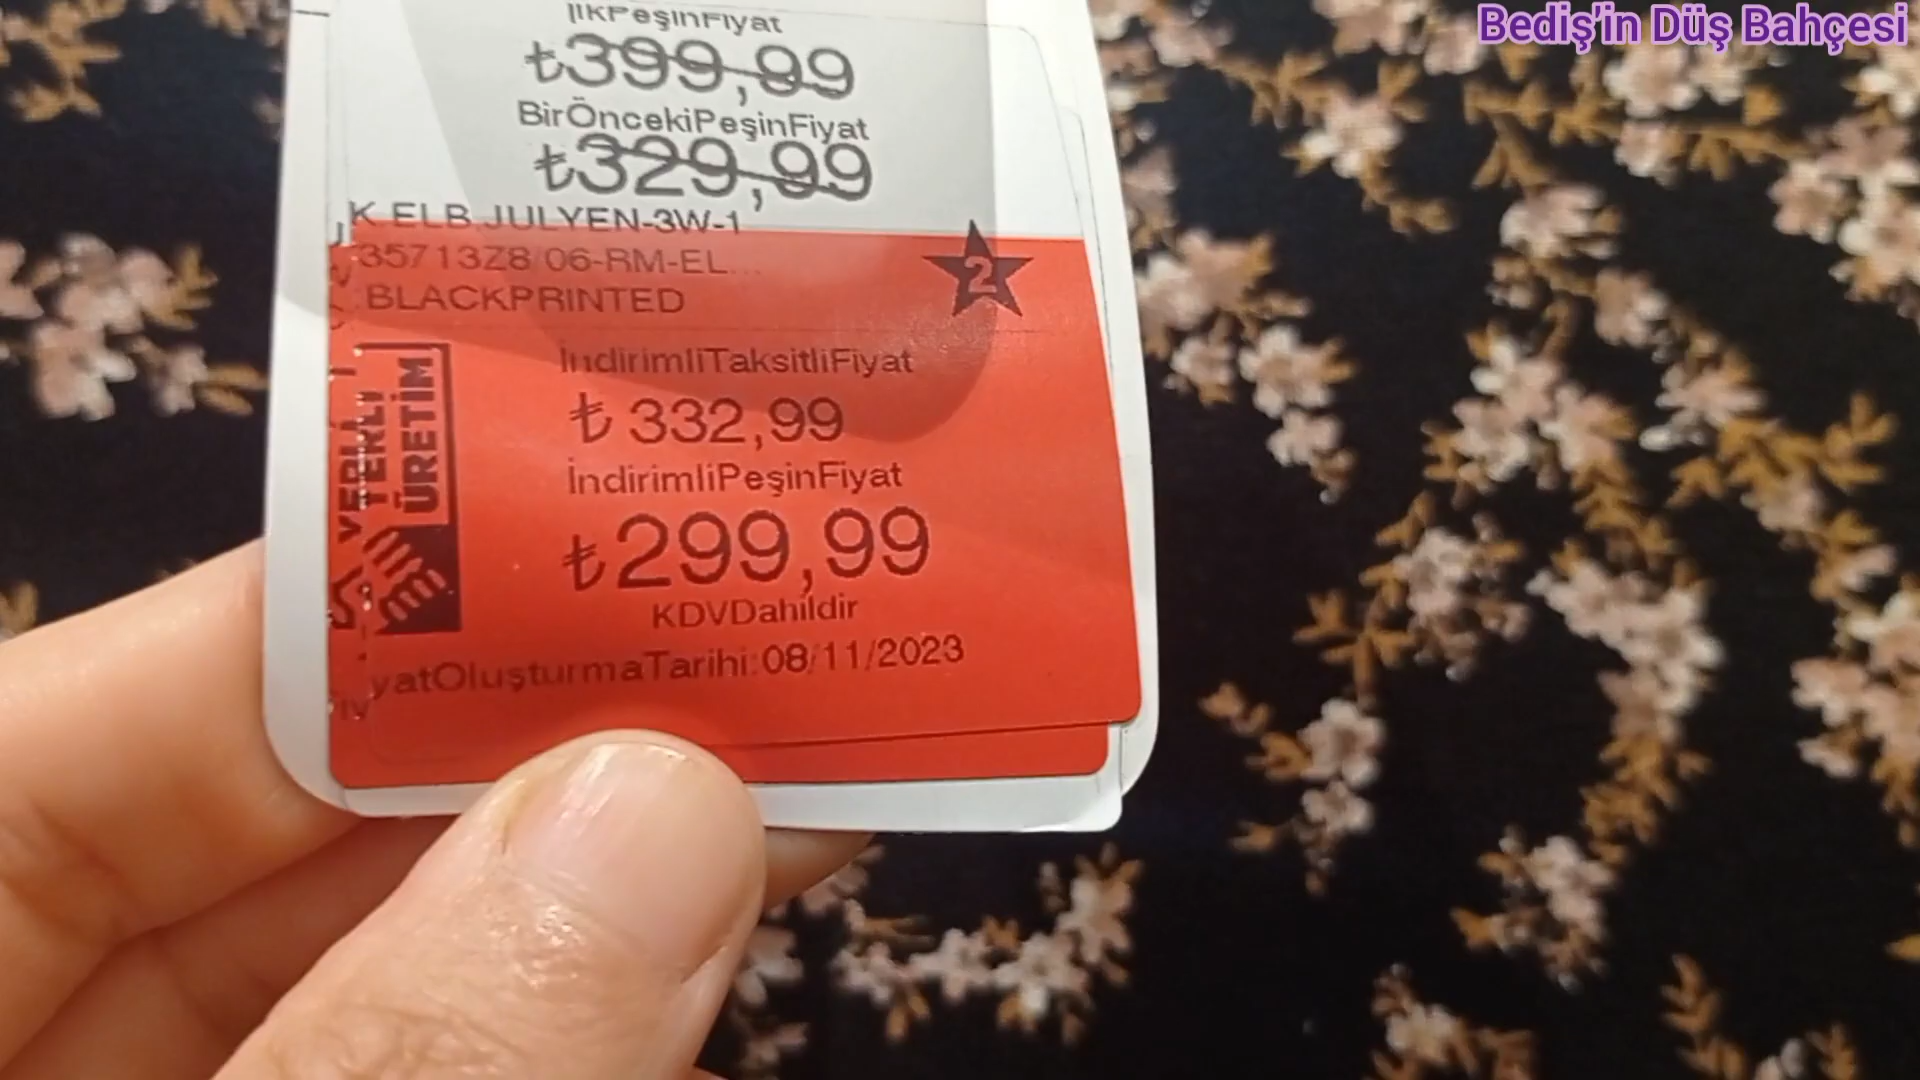 Bediş'in Düş Bahçesi
İlkPeşinFiyat
₺399,99
BirÖncekiPeşinFiyat
₺329,99
K ELB JULYEN-3W-1
35713Z8 06-RM-EL...
BLACKPRINTED
2
İndirimliTaksitliFiyat
₺ 332,99
İndirimliPeşinFiyat
₺299,99
KDVDahildir
yatOluşturmaTarihi:08/11/2023
YERLİ
ÜRETİM